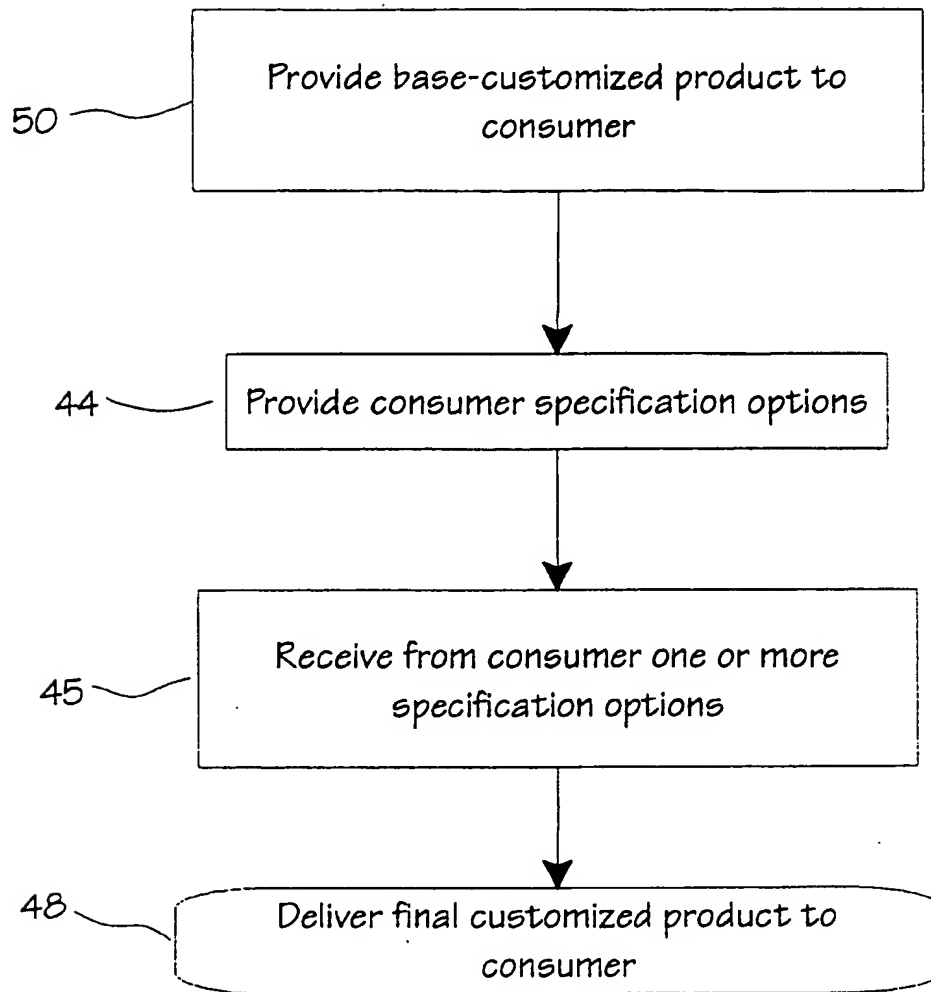 50
Provide base-customized product to
consumer
44
Provide consumer specification options
45
Receive from consumer one or more
specification options
48
Deliver final customized product to
consumer